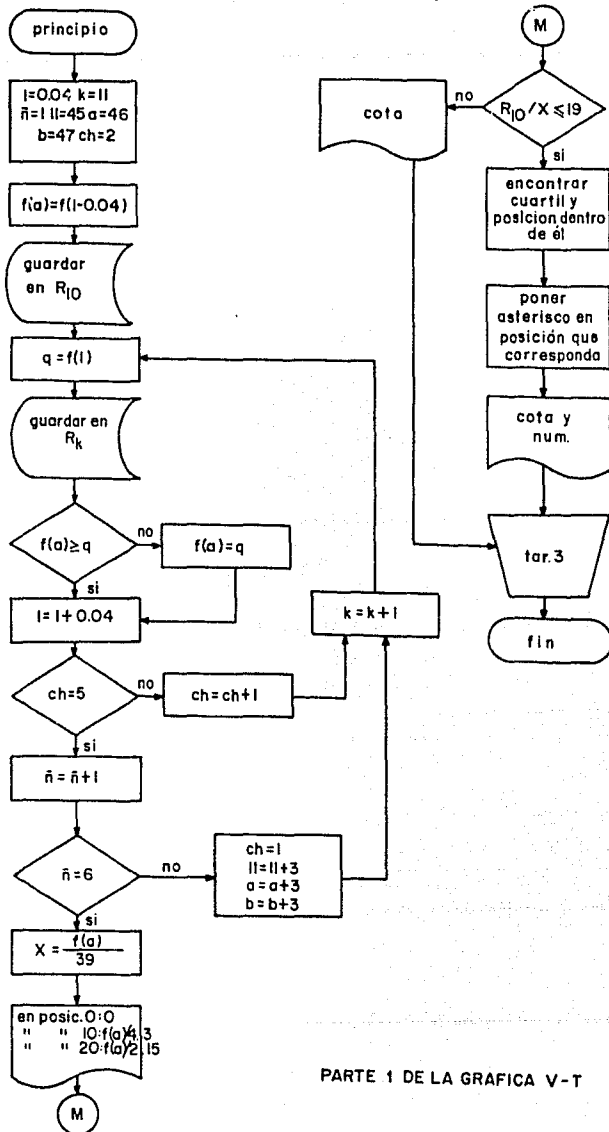 principio
l=0.04 k=11
ñ=1 ll=45 a=46
b=47 ch=2
f(a)=f(l-0.04)
guardar
en R10
q=f(l)
guardar en
Rk
f(a)≥q
no
f(a)=q
si
l=l+0.04
ch=5
no
ch=ch+1
k=k+1
si
ñ=ñ+1
ñ=6
no
ch=1
ll=ll+3
a=a+3
b=b+3
si
X = f(a)
39
en posic. 0:0
" " 10:f(a)/4.3
" " 20:f(a)/2.15
M
M
R10/X ≤ 19
no
cota
si
encontrar
cuartil y
posicion dentro
de él
poner
asterisco en
posición que
corresponda
cota y
num.
tar.3
fin
PARTE 1 DE LA GRAFICA V-T